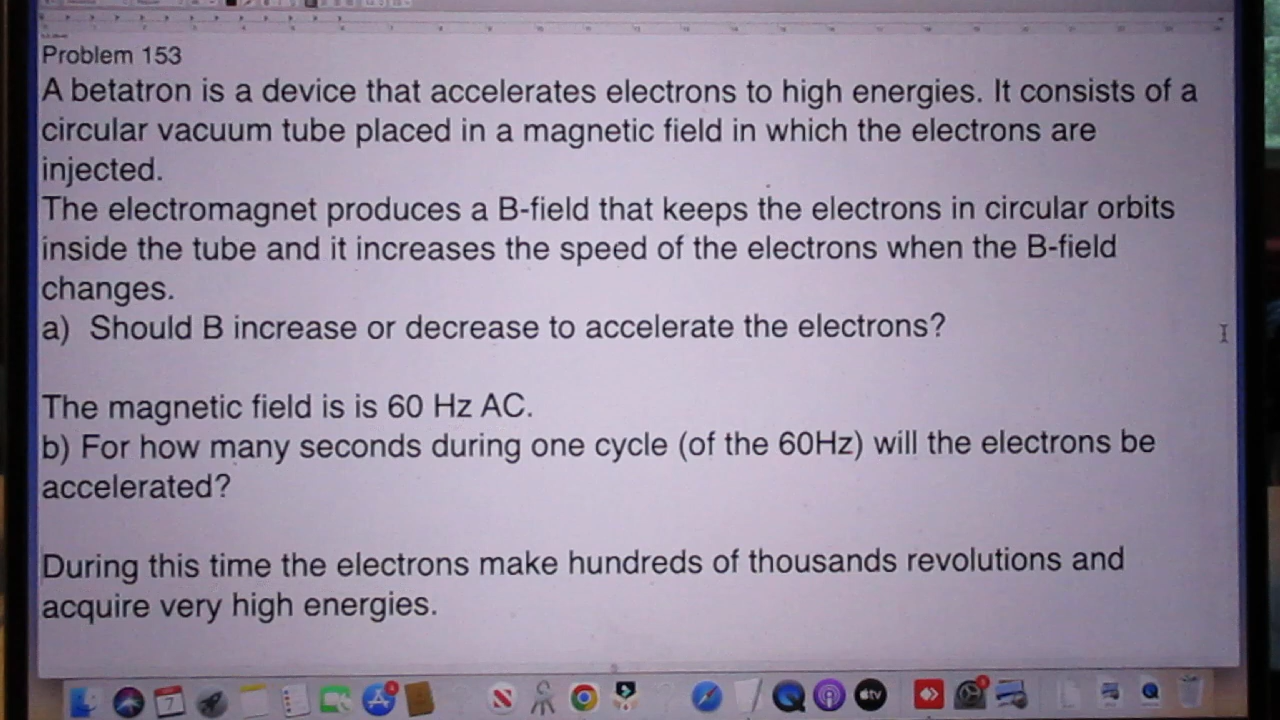 Problem 153
A betatron is a device that accelerates electrons to high energies. It consists of a
circular vacuum tube placed in a magnetic field in which the electrons are
injected.
The electromagnet produces a B-field that keeps the electrons in circular orbits
inside the tube and it increases the speed of the electrons when the B-field
changes.
a) Should B increase or decrease to accelerate the electrons?
The magnetic field is is 60 Hz AC.
b) For how many seconds during one cycle (of the 60Hz) will the electrons be
accelerated?
During this time the electrons make hundreds of thousands revolutions and
acquire very high energies.
7
tv